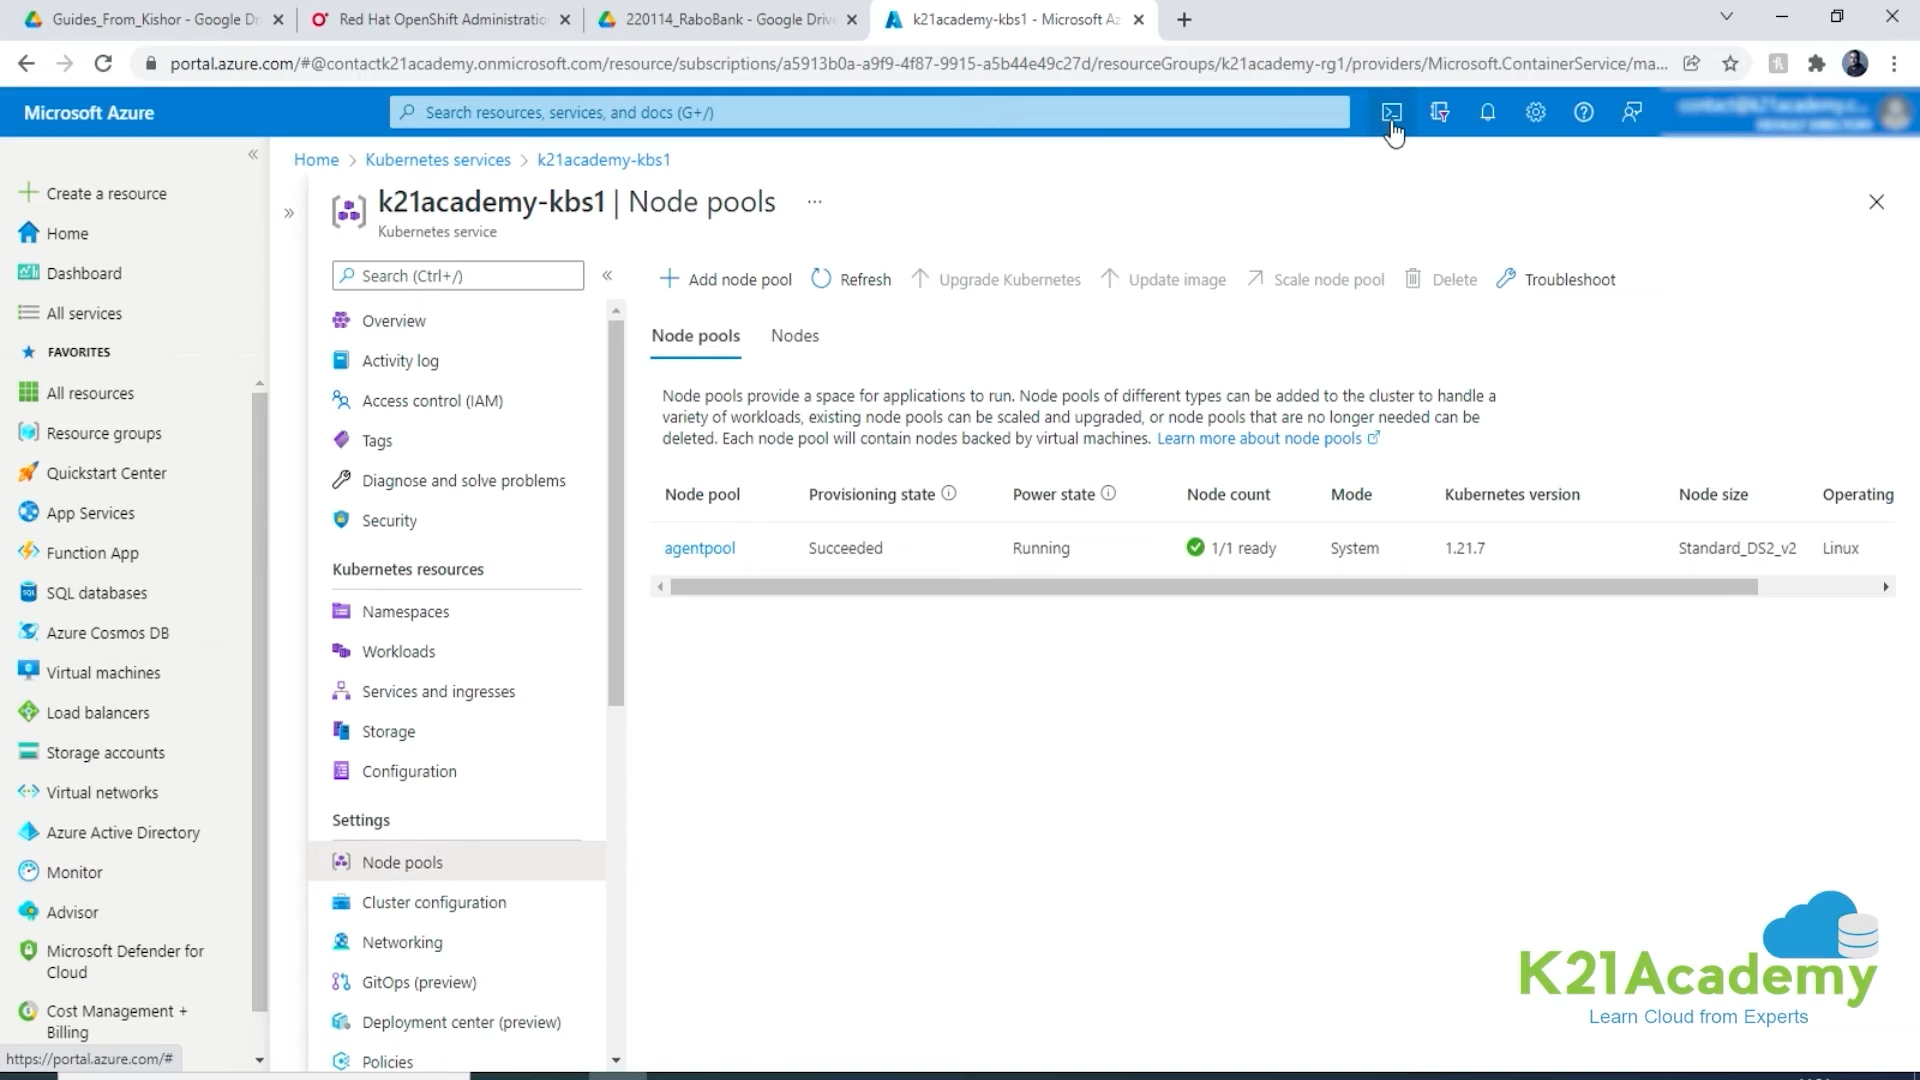 Guides_From_Kishor - Google Dr
Red Hat OpenShift Administratio
220114_RaboBank - Google Drive
k21academy-kbs1 - Microsoft Az
portal.azure.com/#@contactk21academy.onmicrosoft.com/resource/subscriptions/a5913b0a-a9f9-4f87-9915-a5b44e49c27d/resourceGroups/k21academy-rg1/providers/Microsoft.ContainerService/ma...
Microsoft Azure
Search resources, services, and docs (G+/)
Home > Kubernetes services > k21academy-kbs1
k21academy-kbs1 | Node pools ...
Kubernetes service
Create a resource
Home
Dashboard
All services
FAVORITES
All resources
Resource groups
Quickstart Center
App Services
Function App
SQL databases
Azure Cosmos DB
Virtual machines
Load balancers
Storage accounts
Virtual networks
Azure Active Directory
Monitor
Advisor
Microsoft Defender for
Cloud
Cost Management +
Billing
https://portal.azure.com/#
Search (Ctrl+/)
Overview
Activity log
Access control (IAM)
Tags
Diagnose and solve problems
Security
Kubernetes resources
Namespaces
Workloads
Services and ingresses
Storage
Configuration
Settings
Node pools
Cluster configuration
Networking
GitOps (preview)
Deployment center (preview)
Policies
Add node pool Refresh Upgrade Kubernetes Update image Scale node pool Delete Troubleshoot
Node pools Nodes
Node pools provide a space for applications to run. Node pools of different types can be added to the cluster to handle a
variety of workloads, existing node pools can be scaled and upgraded, or node pools that are no longer needed can be
deleted. Each node pool will contain nodes backed by virtual machines. Learn more about node pools
Node pool Provisioning state Power state Node count Mode Kubernetes version Node size Operating
agentpool Succeeded Running 1/1 ready System 1.21.7 Standard_DS2_v2 Linux
K21Academy
Learn Cloud from Experts